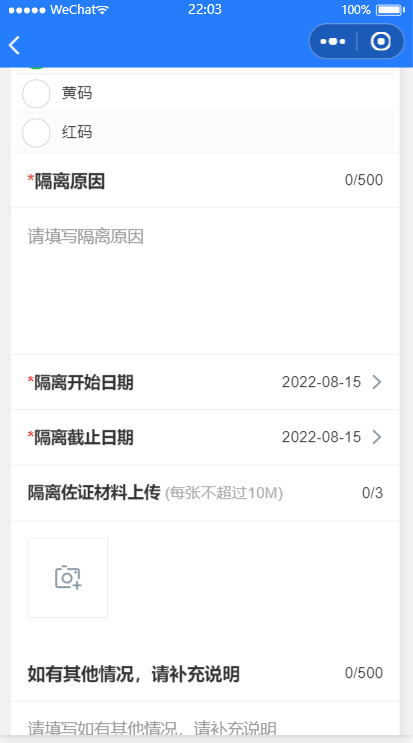 WeChat 22:03 100%
黄码
红码
*隔离原因 0/500
请填写隔离原因
*隔离开始日期 2022-08-15
*隔离截止日期 2022-08-15
隔离佐证材料上传 (每张不超过10M) 0/3
如有其他情况，请补充说明 0/500
请填写如有其他情况，请补充说明